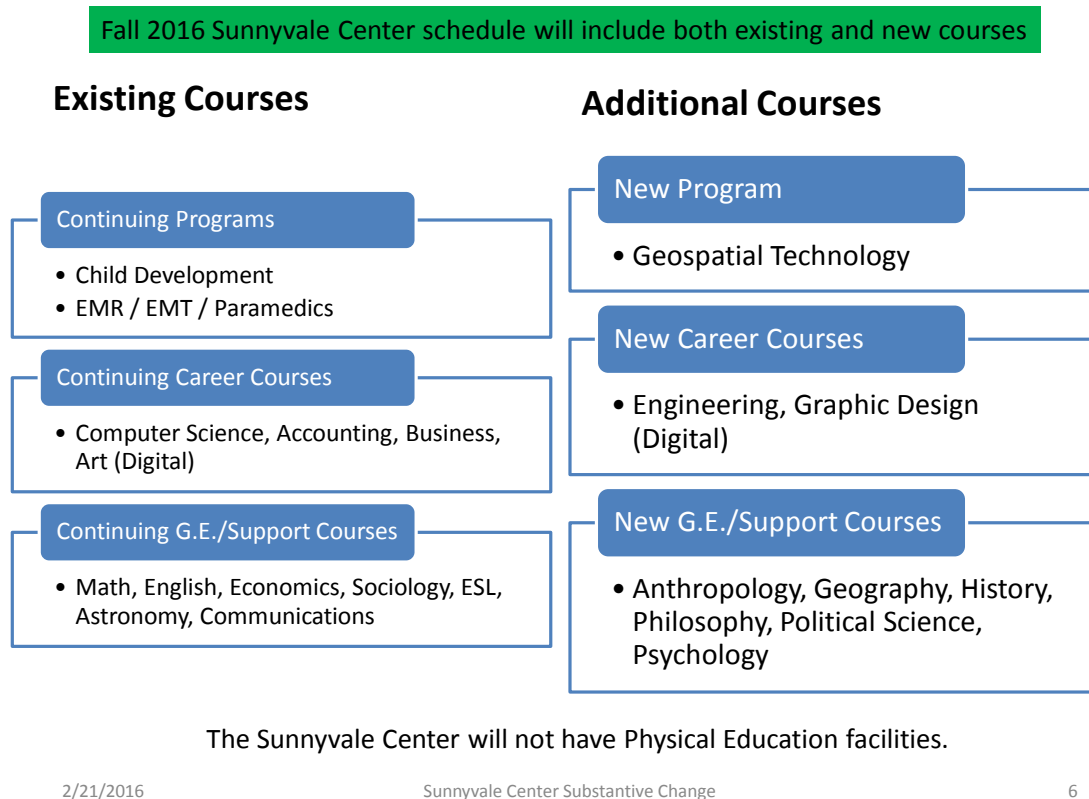 Fall 2016 Sunnyvale Center schedule will include both existing and new courses
Existing Courses
Continuing Programs
• Child Development
• EMR / EMT / Paramedics
Continuing Career Courses
• Computer Science, Accounting, Business,
Art (Digital)
Continuing G.E./Support Courses
• Math, English, Economics, Sociology, ESL,
Astronomy, Communications
Additional Courses
New Program
• Geospatial Technology
New Career Courses
• Engineering, Graphic Design
(Digital)
New G.E./Support Courses
• Anthropology, Geography, History,
Philosophy, Political Science,
Psychology
The Sunnyvale Center will not have Physical Education facilities.
2/21/2016
Sunnyvale Center Substantive Change
6